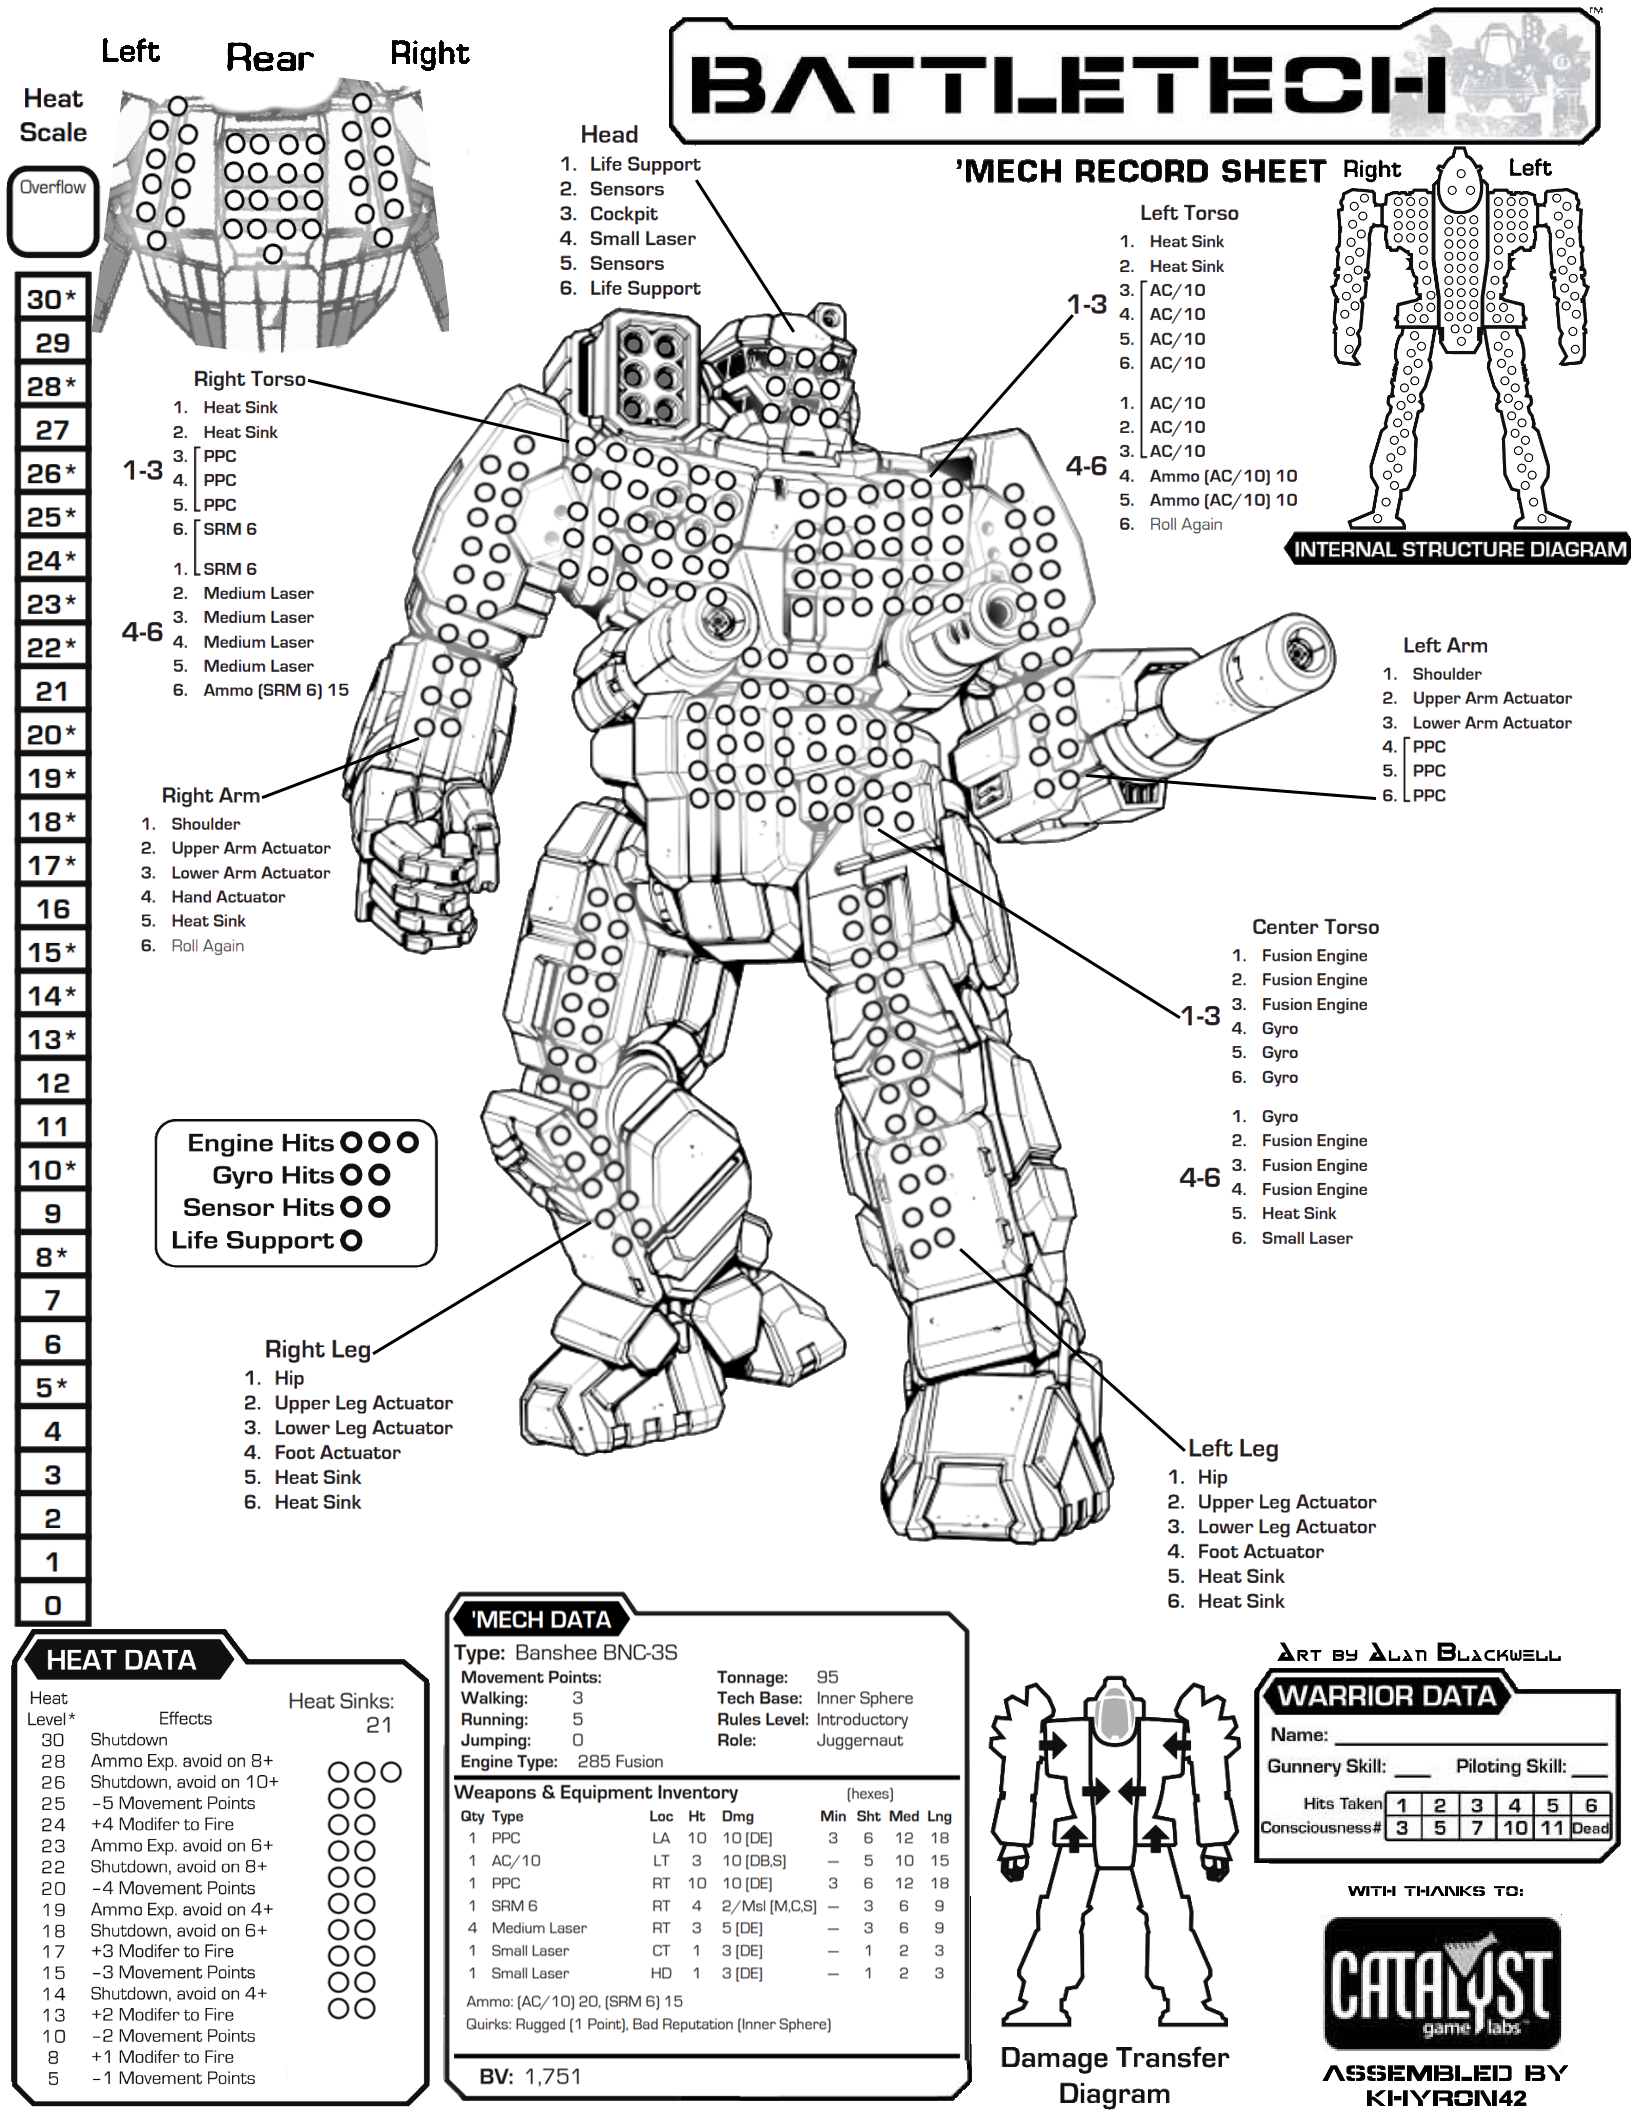 Left Rear Right
Heat
Scale
Overflow
30*
29
28*
27
26*
25*
24*
23*
22*
21
20*
19*
18*
17*
16
15*
14*
13*
12
11
10*
9
8*
7
6
5*
4
3
2
1
0
BATTLETECH™
'MECH RECORD SHEET
Head
1. Life Support
2. Sensors
3. Cockpit
4. Small Laser
5. Sensors
6. Life Support
Left Torso
1-3
1. Heat Sink
2. Heat Sink
3. AC/10
4. AC/10
5. AC/10
6. AC/10
4-6
1. AC/10
2. AC/10
3. AC/10
4. Ammo (AC/10) 10
5. Ammo (AC/10) 10
6. Roll Again
Right Left
INTERNAL STRUCTURE DIAGRAM
Right Torso
1-3
1. Heat Sink
2. Heat Sink
3. PPC
4. PPC
5. PPC
6. SRM 6
4-6
1. SRM 6
2. Medium Laser
3. Medium Laser
4. Medium Laser
5. Medium Laser
6. Ammo (SRM 6) 15
Left Arm
1. Shoulder
2. Upper Arm Actuator
3. Lower Arm Actuator
4. PPC
5. PPC
6. PPC
Right Arm
1. Shoulder
2. Upper Arm Actuator
3. Lower Arm Actuator
4. Hand Actuator
5. Heat Sink
6. Roll Again
Center Torso
1-3
1. Fusion Engine
2. Fusion Engine
3. Fusion Engine
4. Gyro
5. Gyro
6. Gyro
4-6
1. Gyro
2. Fusion Engine
3. Fusion Engine
4. Fusion Engine
5. Heat Sink
6. Small Laser
Engine Hits
Gyro Hits
Sensor Hits
Life Support
Right Leg
1. Hip
2. Upper Leg Actuator
3. Lower Leg Actuator
4. Foot Actuator
5. Heat Sink
6. Heat Sink
Left Leg
1. Hip
2. Upper Leg Actuator
3. Lower Leg Actuator
4. Foot Actuator
5. Heat Sink
6. Heat Sink
HEAT DATA
Heat
Level* Effects
Heat Sinks:
21
30 Shutdown
28 Ammo Exp. avoid on 8+
26 Shutdown, avoid on 10+
25 -5 Movement Points
24 +4 Modifer to Fire
23 Ammo Exp. avoid on 6+
22 Shutdown, avoid on 8+
20 -4 Movement Points
19 Ammo Exp. avoid on 4+
18 Shutdown, avoid on 6+
17 +3 Modifer to Fire
15 -3 Movement Points
14 Shutdown, avoid on 4+
13 +2 Modifer to Fire
10 -2 Movement Points
8 +1 Modifer to Fire
5 -1 Movement Points
'MECH DATA
Type: Banshee BNC-3S
Movement Points: Tonnage: 95
Walking: 3 Tech Base: Inner Sphere
Running: 5 Rules Level: Introductory
Jumping: 0 Role: Juggernaut
Engine Type: 285 Fusion
Weapons & Equipment Inventory (hexes)
Qty Type Loc Ht Dmg Min Sht Med Lng
1 PPC LA 10 10 [DE] 3 6 12 18
1 AC/10 LT 3 10 [DB,S] — 5 10 15
1 PPC RT 10 10 [DE] 3 6 12 18
1 SRM 6 RT 4 2/Msl [M,C,S] — 3 6 9
4 Medium Laser RT 3 5 [DE] — 3 6 9
1 Small Laser CT 1 3 [DE] — 1 2 3
1 Small Laser HD 1 3 [DE] — 1 2 3
Ammo: (AC/10) 20, (SRM 6) 15
Quirks: Rugged (1 Point), Bad Reputation (Inner Sphere)
BV: 1,751
Damage Transfer
Diagram
Art by Alan Blackwell
WARRIOR DATA
Name:
Gunnery Skill: Piloting Skill:
Hits Taken 1 2 3 4 5 6
Consciousness# 3 5 7 10 11 Dead
WITH THANKS TO:
CATALYST
game labs™
ASSEMBLED BY
KHYRON42